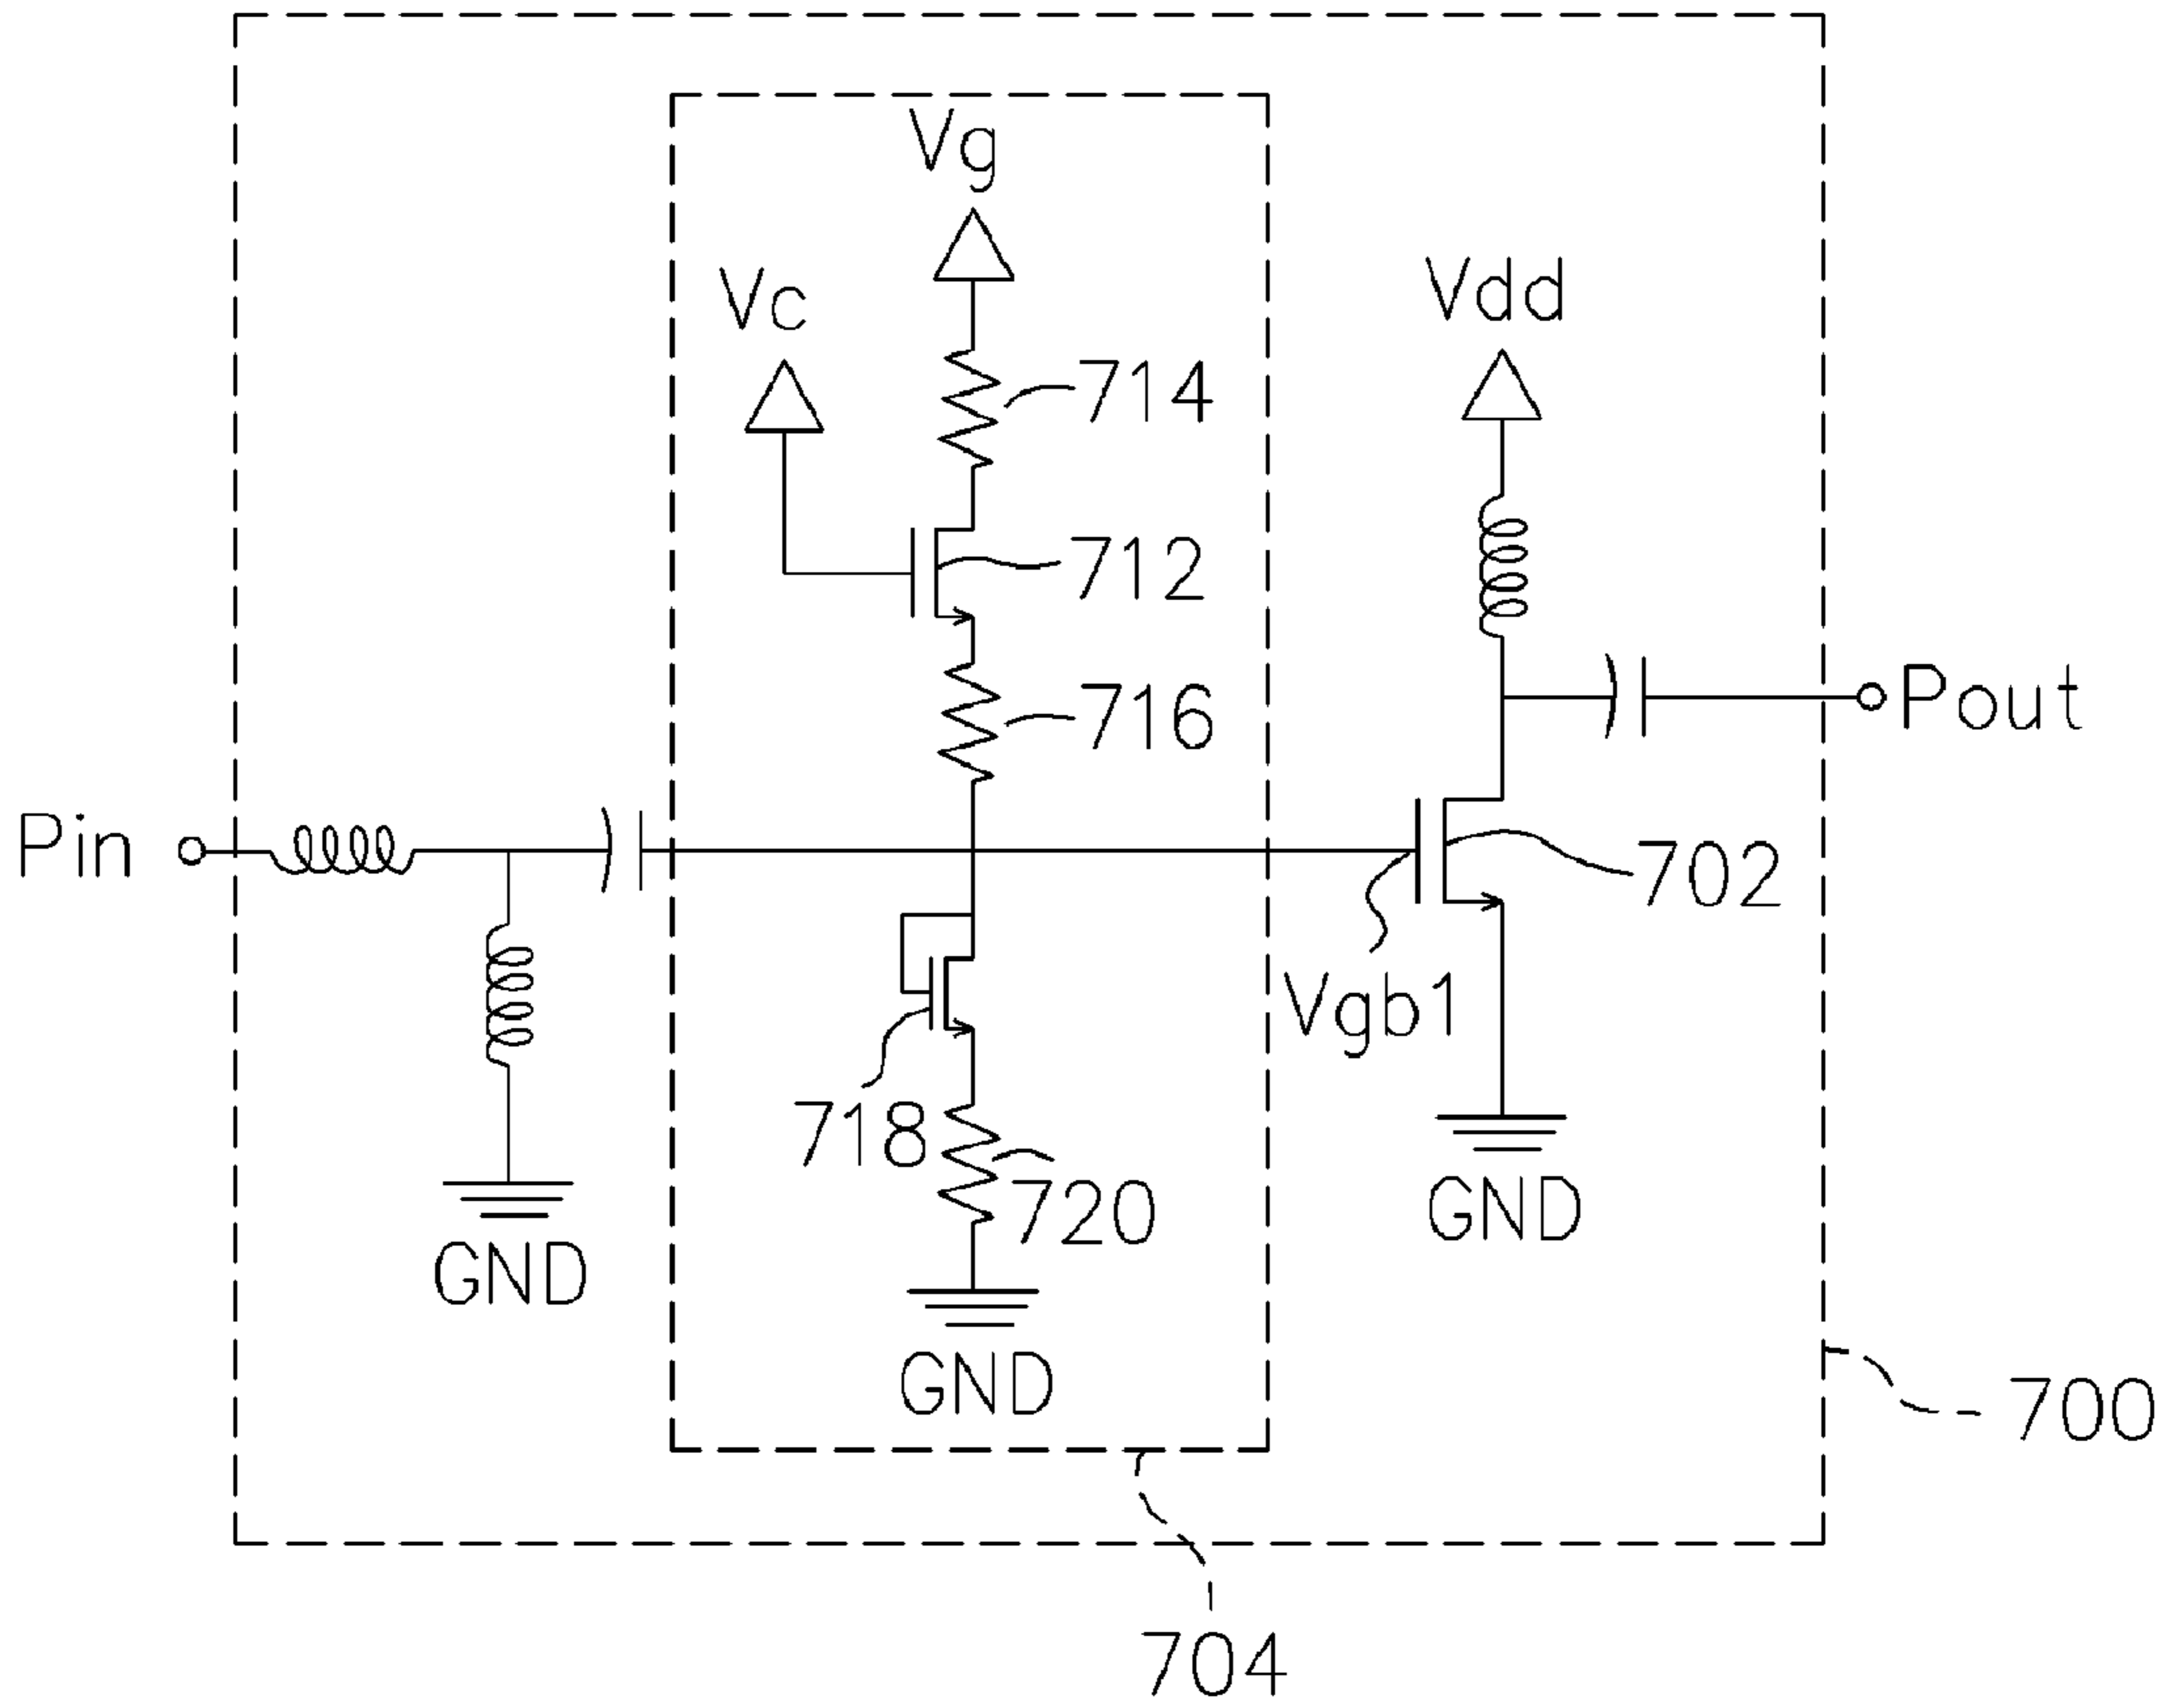 Vg
Vc
Vdd
714
712
716
Pout
Pin
702
Vgb1
718
720
GND
GND
GND
700
704